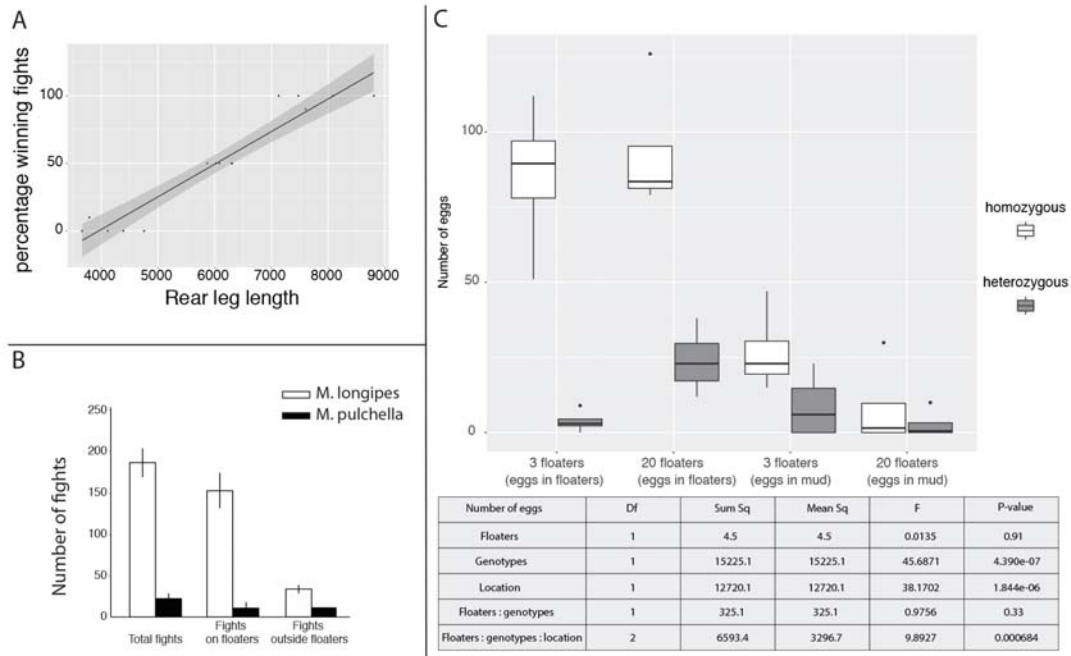 A
percentage winning fights
100
50
0
4000 5000 6000 7000 8000 9000
Rear leg length
B
M. longipes
M. pulchella
Number of fights
250
200
150
100
50
0
Total fights
Fights
on floaters
Fights
outside floaters
C
Number of eggs
100
50
0
homozygous
heterozygous
3 floaters
(eggs in floaters)
20 floaters
(eggs in floaters)
3 floaters
(eggs in mud)
20 floaters
(eggs in mud)
Number of eggs Df Sum Sq Mean Sq F P-value
Floaters 1 4.5 4.5 0.0135 0.91
Genotypes 1 15225.1 15225.1 45.6871 4.390e-07
Location 1 12720.1 12720.1 38.1702 1.844e-06
Floaters : genotypes 1 325.1 325.1 0.9756 0.33
Floaters : genotypes : location 2 6593.4 3296.7 9.8927 0.000684